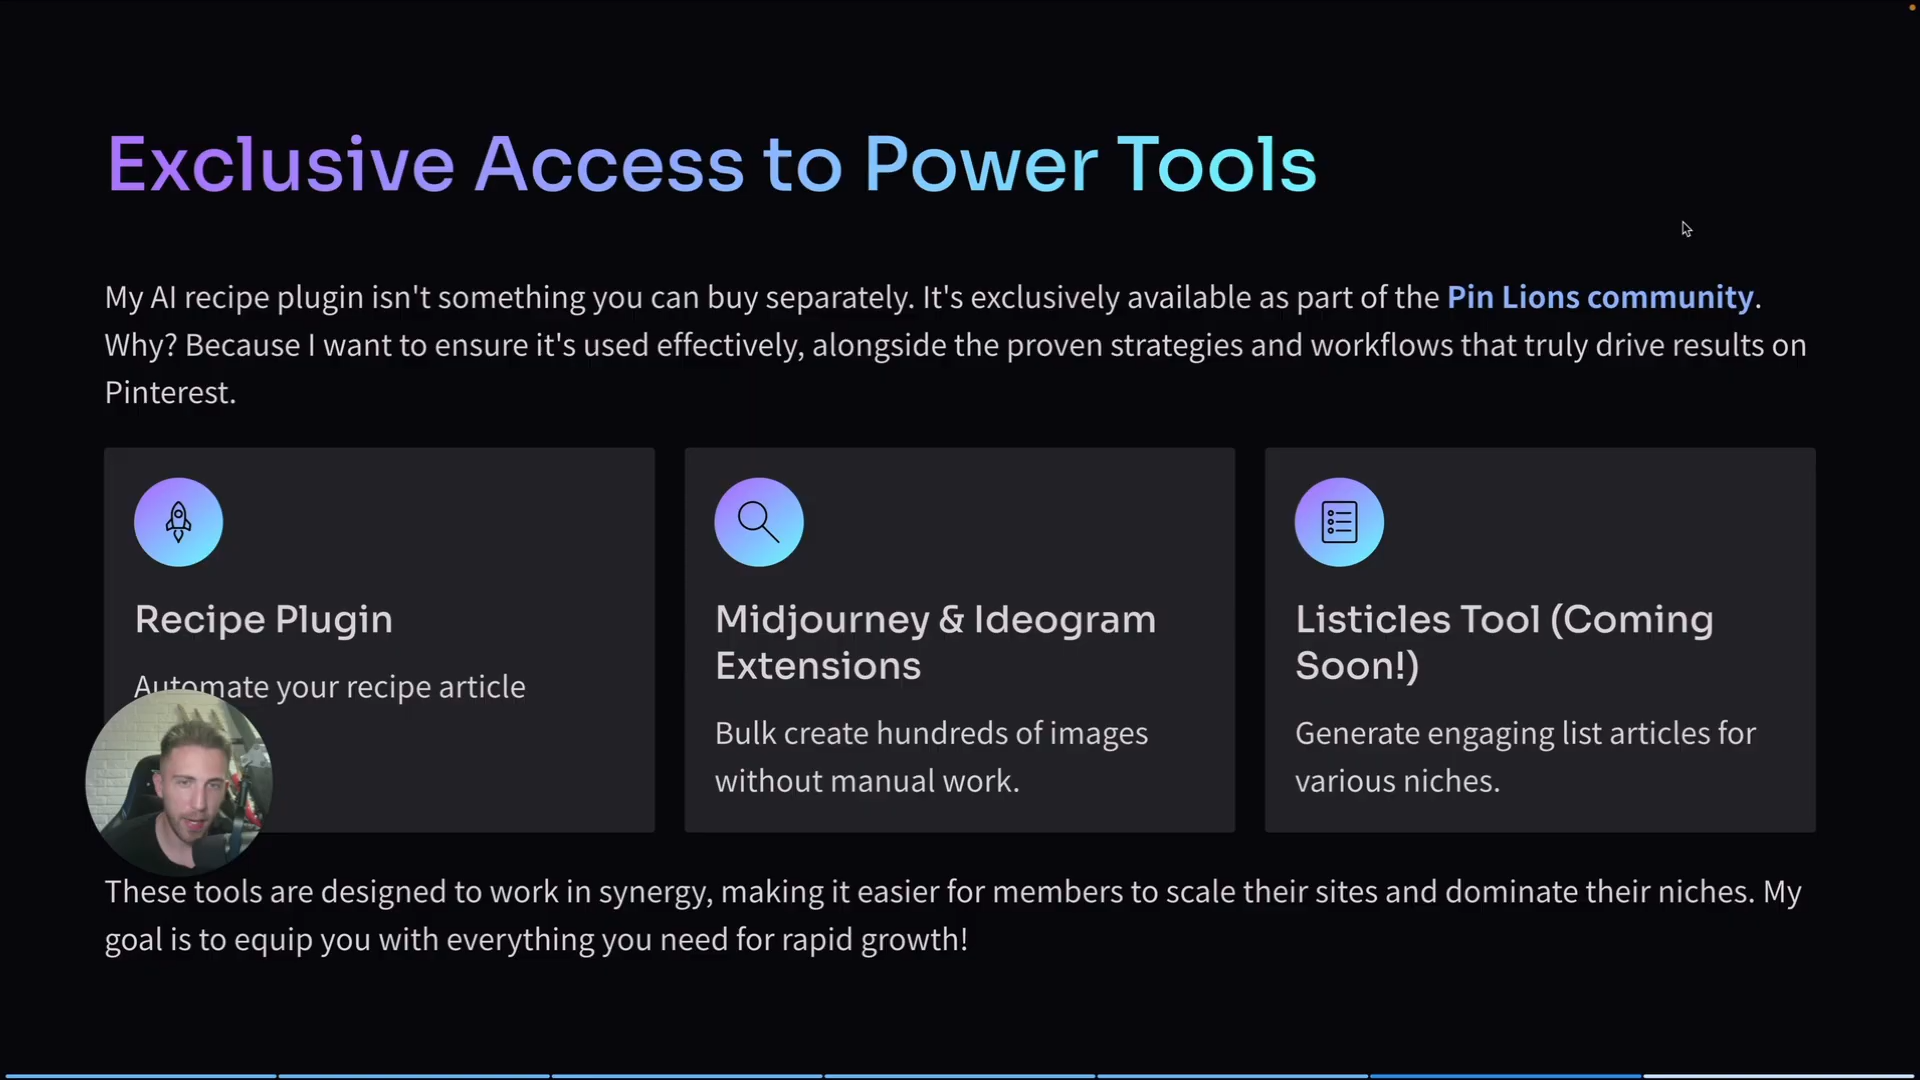 Exclusive Access to Power Tools
My AI recipe plugin isn't something you can buy separately. It's exclusively available as part of the Pin Lions community.
Why? Because I want to ensure it's used effectively, alongside the proven strategies and workflows that truly drive results on
Pinterest.
Recipe Plugin
Automate your recipe article
Midjourney & Ideogram
Extensions
Bulk create hundreds of images
without manual work.
Listicles Tool (Coming
Soon!)
Generate engaging list articles for
various niches.
These tools are designed to work in synergy, making it easier for members to scale their sites and dominate their niches. My
goal is to equip you with everything you need for rapid growth!